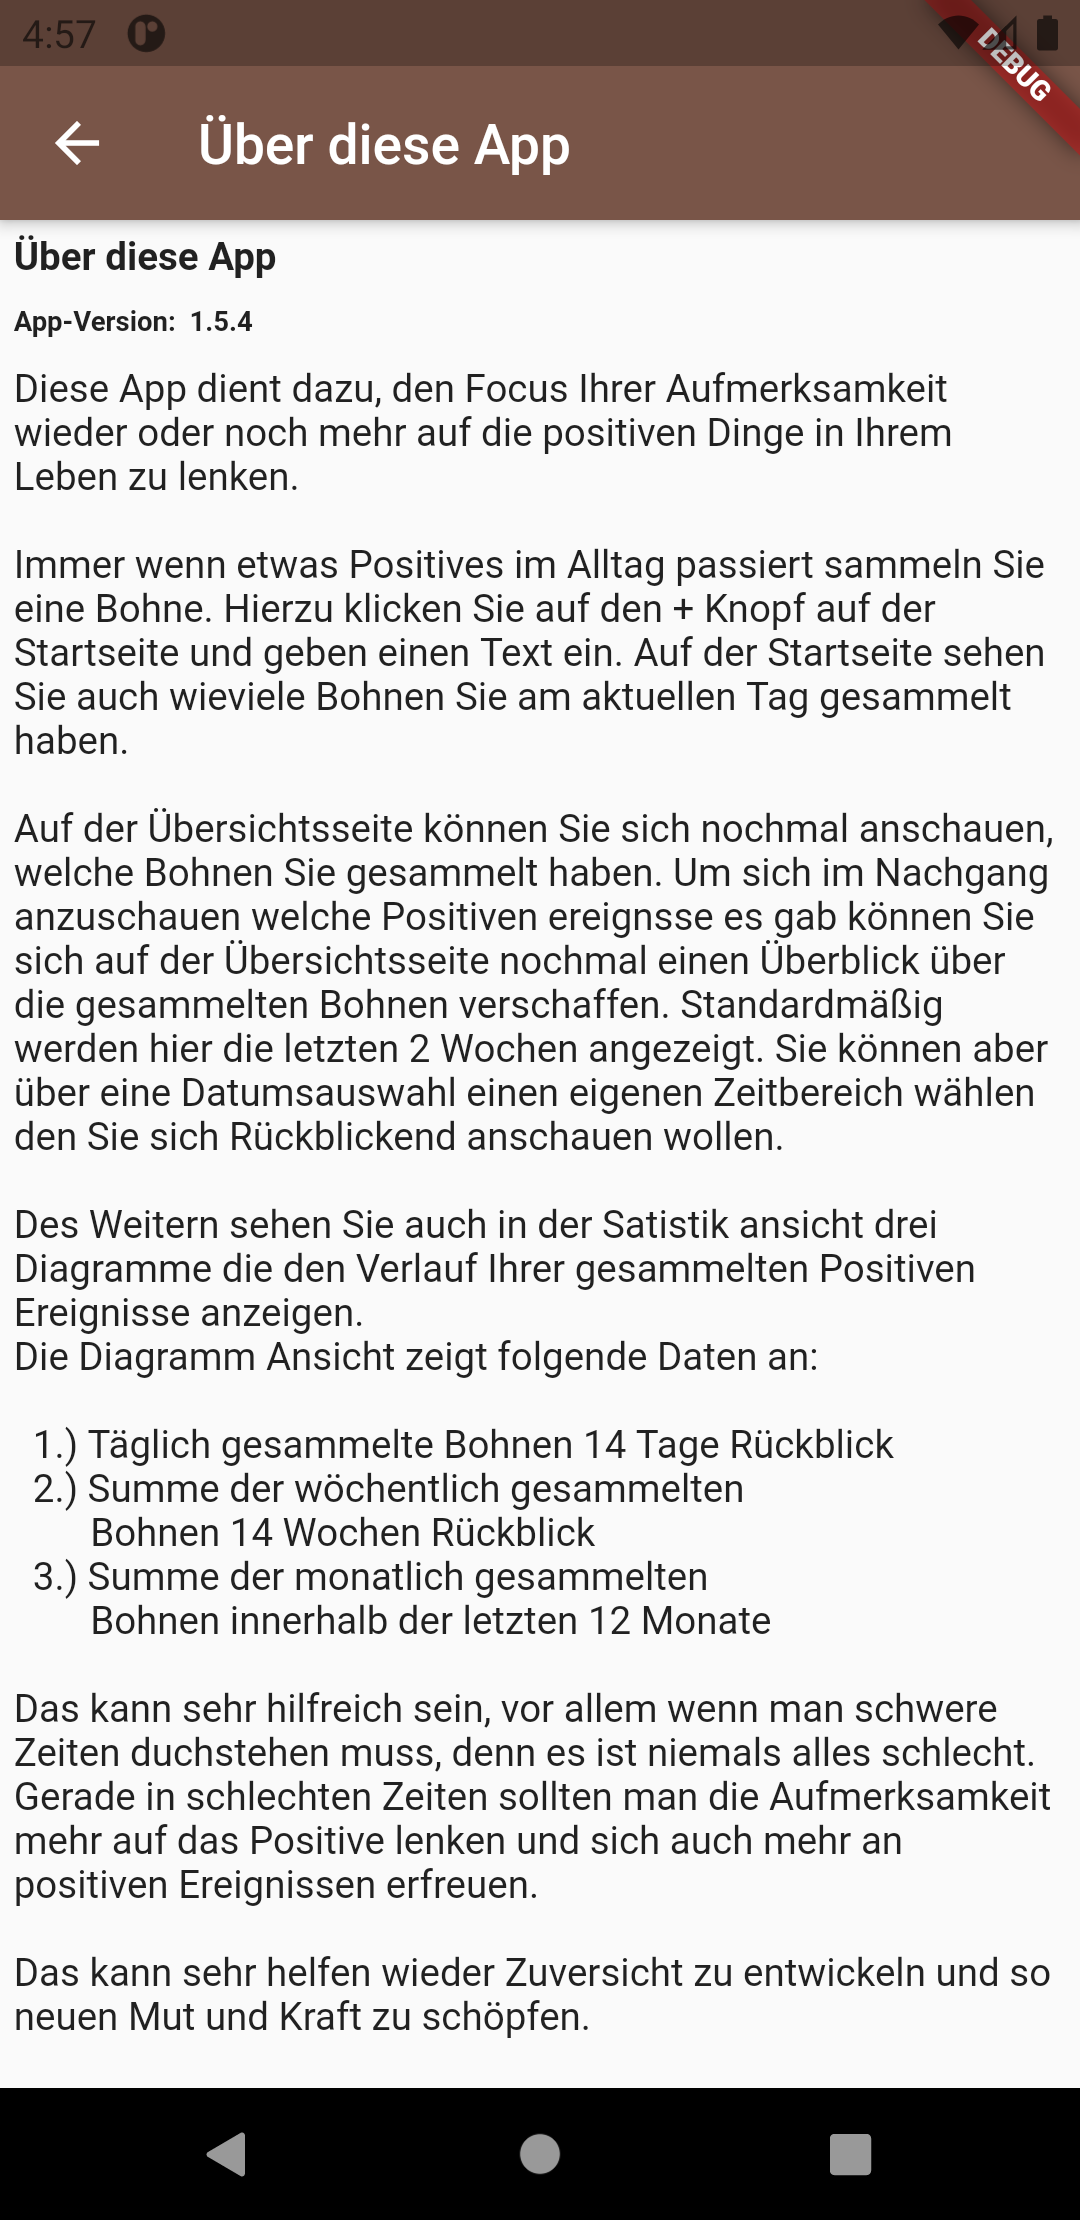 4:57
DEBUG
Über diese App
Über diese App
App-Version: 1.5.4
Diese App dient dazu, den Focus Ihrer Aufmerksamkeit
wieder oder noch mehr auf die positiven Dinge in Ihrem
Leben zu lenken.
Immer wenn etwas Positives im Alltag passiert sammeln Sie
eine Bohne. Hierzu klicken Sie auf den + Knopf auf der
Startseite und geben einen Text ein. Auf der Startseite sehen
Sie auch wieviele Bohnen Sie am aktuellen Tag gesammelt
haben.
Auf der Übersichtsseite können Sie sich nochmal anschauen,
welche Bohnen Sie gesammelt haben. Um sich im Nachgang
anzuschauen welche Positiven ereignsse es gab können Sie
sich auf der Übersichtsseite nochmal einen Überblick über
die gesammelten Bohnen verschaffen. Standardmäßig
werden hier die letzten 2 Wochen angezeigt. Sie können aber
über eine Datumsauswahl einen eigenen Zeitbereich wählen
den Sie sich Rückblickend anschauen wollen.
Des Weitern sehen Sie auch in der Satistik ansicht drei
Diagramme die den Verlauf Ihrer gesammelten Positiven
Ereignisse anzeigen.
Die Diagramm Ansicht zeigt folgende Daten an:
1.) Täglich gesammelte Bohnen 14 Tage Rückblick
2.) Summe der wöchentlich gesammelten
Bohnen 14 Wochen Rückblick
3.) Summe der monatlich gesammelten
Bohnen innerhalb der letzten 12 Monate
Das kann sehr hilfreich sein, vor allem wenn man schwere
Zeiten duchstehen muss, denn es ist niemals alles schlecht.
Gerade in schlechten Zeiten sollten man die Aufmerksamkeit
mehr auf das Positive lenken und sich auch mehr an
positiven Ereignissen erfreuen.
Das kann sehr helfen wieder Zuversicht zu entwickeln und so
neuen Mut und Kraft zu schöpfen.